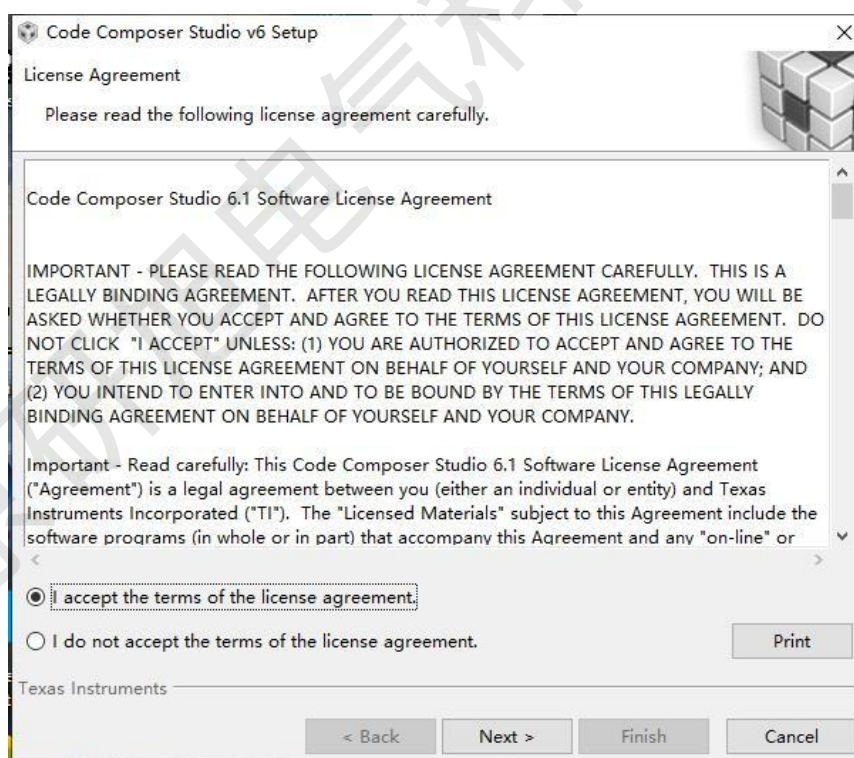 Code Composer Studio v6 Setup
License Agreement
Please read the following license agreement carefully.
Code Composer Studio 6.1 Software License Agreement
IMPORTANT - PLEASE READ THE FOLLOWING LICENSE AGREEMENT CAREFULLY.  THIS IS A
LEGALLY BINDING AGREEMENT.  AFTER YOU READ THIS LICENSE AGREEMENT, YOU WILL BE
ASKED WHETHER YOU ACCEPT AND AGREE TO THE TERMS OF THIS LICENSE AGREEMENT.  DO
NOT CLICK  "I ACCEPT" UNLESS: (1) YOU ARE AUTHORIZED TO ACCEPT AND AGREE TO THE
TERMS OF THIS LICENSE AGREEMENT ON BEHALF OF YOURSELF AND YOUR COMPANY; AND
(2) YOU INTEND TO ENTER INTO AND TO BE BOUND BY THE TERMS OF THIS LEGALLY
BINDING AGREEMENT ON BEHALF OF YOURSELF AND YOUR COMPANY.
Important - Read carefully: This Code Composer Studio 6.1 Software License Agreement
("Agreement") is a legal agreement between you (either an individual or entity) and Texas
Instruments Incorporated ("TI").  The "Licensed Materials" subject to this Agreement include the
software programs (in whole or in part) that accompany this Agreement and any "on-line" or
I accept the terms of the license agreement.
I do not accept the terms of the license agreement.
Print
Texas Instruments
< Back
Next >
Finish
Cancel
研旭电气科